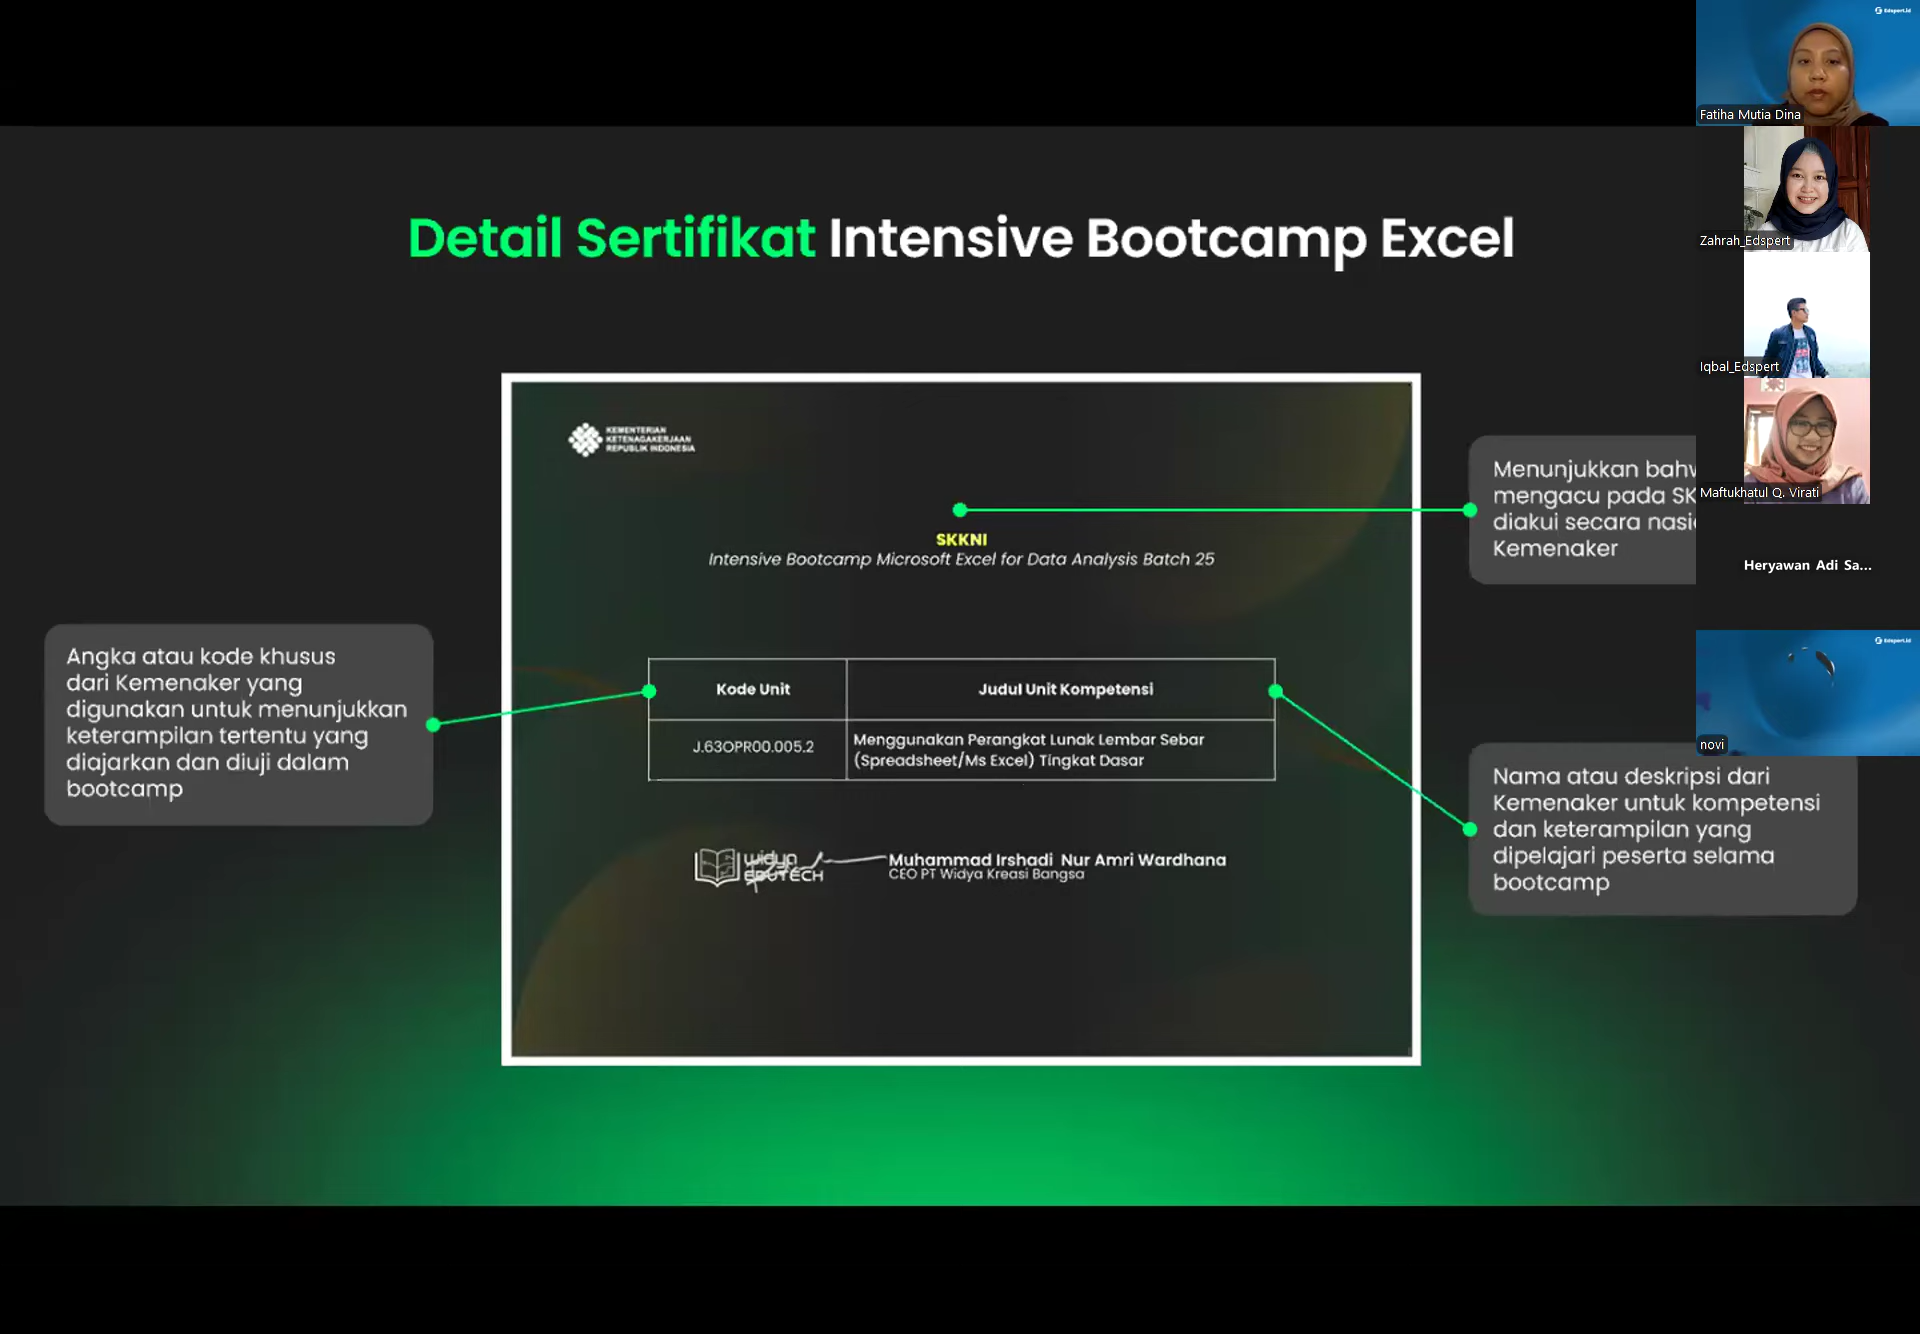 Detail Sertifikat Intensive Bootcamp Excel
KEMENTERIAN
KETENAGAKERJAAN
REPUBLIK INDONESIA
SKKNI
Intensive Bootcamp Microsoft Excel for Data Analysis Batch 25
Kode Unit
Judul Unit Kompetensi
J.63OPR00.005.2
Menggunakan Perangkat Lunak Lembar Sebar
(Spreadsheet/Ms Excel) Tingkat Dasar
widya
EDUTECH
Muhammad Irshadi Nur Amri Wardhana
CEO PT Widya Kreasi Bangsa
Angka atau kode khusus
dari Kemenaker yang
digunakan untuk menunjukkan
keterampilan tertentu yang
diajarkan dan diuji dalam
bootcamp
Menunjukkan
mengacu pada
diakui secara
Kemenaker
Nama atau deskripsi dari
Kemenaker untuk kompetensi
dan keterampilan yang
dipelajari peserta selama
bootcamp
Edspert.id
Fatiha Mutia Dina
Zahrah_Edspert
Iqbal_Edspert
Maftukhatul Q. Virati
Heryawan Adi Sa...
Edspert.id
novi